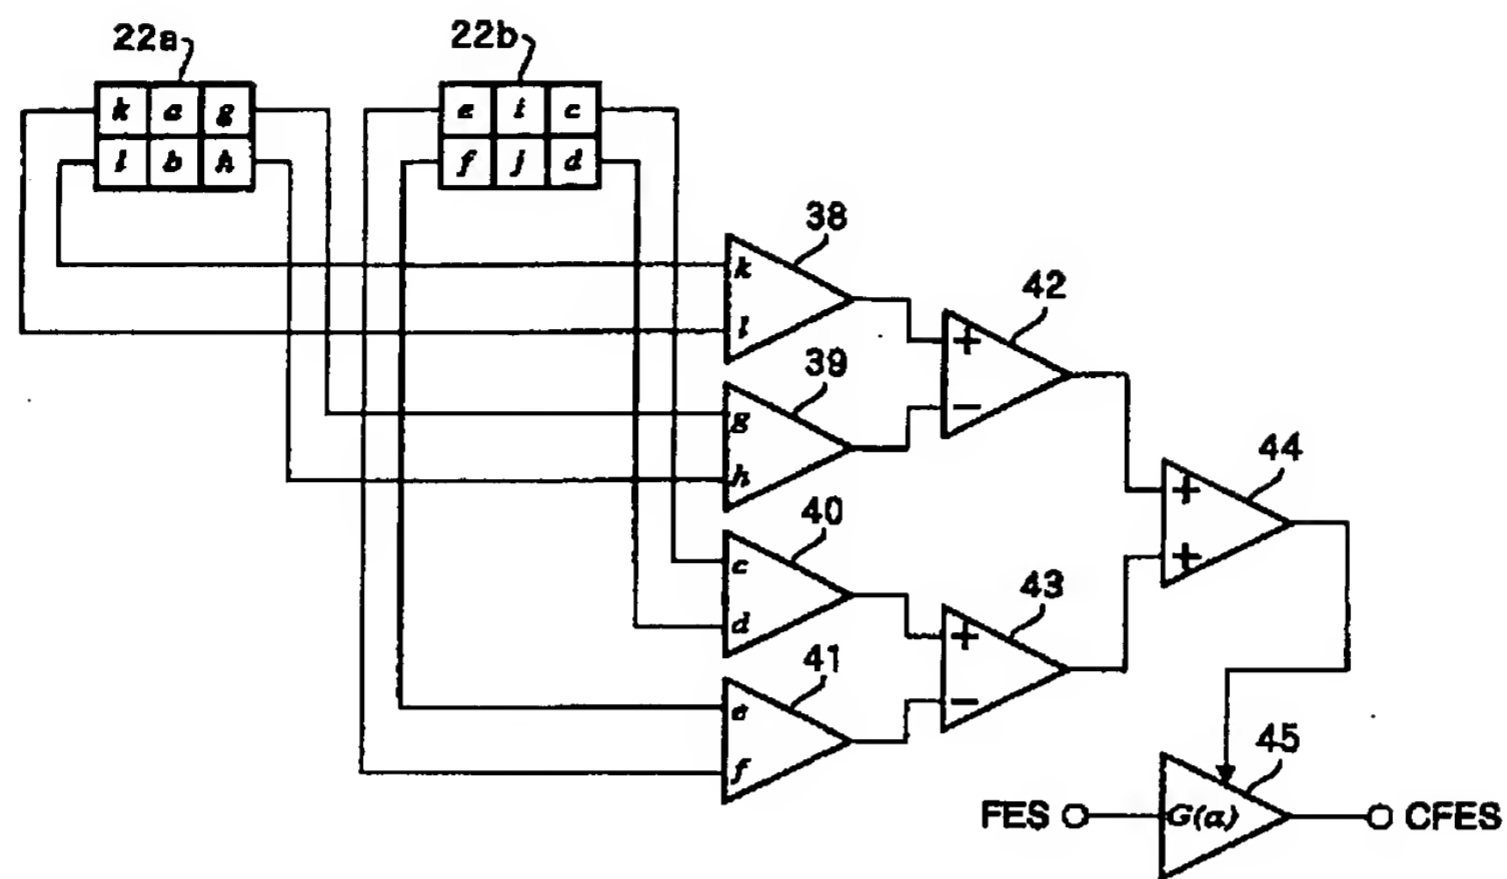 22a
22b
k a g
l b h
e i c
f j d
38
k
l
39
g
h
40
c
d
41
e
f
42
+
−
43
+
−
44
+
+
45
FES
G(a)
CFES